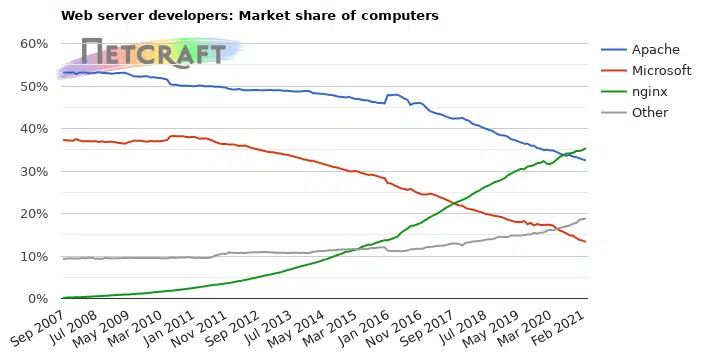 Web server developers: Market share of computers
NETCRAFT
60%
50%
40%
30%
20%
10%
0%
Apache
Microsoft
nginx
Other
Sep 2007
Jul 2008
May 2009
Mar 2010
Jan 2011
Nov 2011
Sep 2012
Jul 2013
May 2014
Mar 2015
Jan 2016
Nov 2016
Sep 2017
Jul 2018
May 2019
Mar 2020
Feb 2021